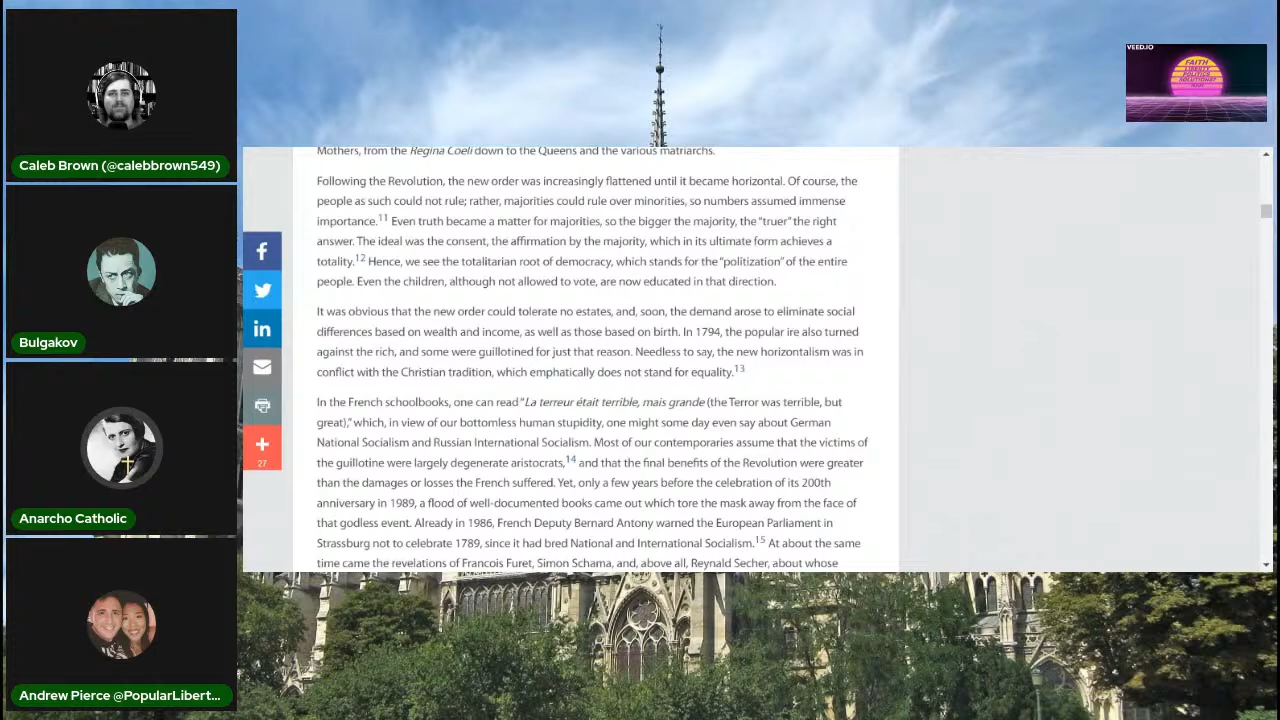 Caleb Brown (@calebbrown549)
Bulgakov
Anarcho Catholic
Andrew Pierce @PopularLibert...
VEED.IO
FAITH
LIBERTY
POLITICS
27
Mothers, from the Regina Coeli down to the Queens and the various matriarchs.
Following the Revolution, the new order was increasingly flattened until it became horizontal. Of course, the
people as such could not rule; rather, majorities could rule over minorities, so numbers assumed immense
importance.11 Even truth became a matter for majorities, so the bigger the majority, the “truer” the right
answer. The ideal was the consent, the affirmation by the majority, which in its ultimate form achieves a
totality.12 Hence, we see the totalitarian root of democracy, which stands for the “politization” of the entire
people. Even the children, although not allowed to vote, are now educated in that direction.
It was obvious that the new order could tolerate no estates, and, soon, the demand arose to eliminate social
differences based on wealth and income, as well as those based on birth. In 1794, the popular ire also turned
against the rich, and some were guillotined for just that reason. Needless to say, the new horizontalism was in
conflict with the Christian tradition, which emphatically does not stand for equality.13
In the French schoolbooks, one can read “La terreur était terrible, mais grande (the Terror was terrible, but
great),” which, in view of our bottomless human stupidity, one might some day even say about German
National Socialism and Russian International Socialism. Most of our contemporaries assume that the victims of
the guillotine were largely degenerate aristocrats,14 and that the final benefits of the Revolution were greater
than the damages or losses the French suffered. Yet, only a few years before the celebration of its 200th
anniversary in 1989, a flood of well-documented books came out which tore the mask away from the face of
that godless event. Already in 1986, French Deputy Bernard Antony warned the European Parliament in
Strassburg not to celebrate 1789, since it had bred National and International Socialism.15 At about the same
time came the revelations of Francois Furet, Simon Schama, and, above all, Reynald Secher, about whose